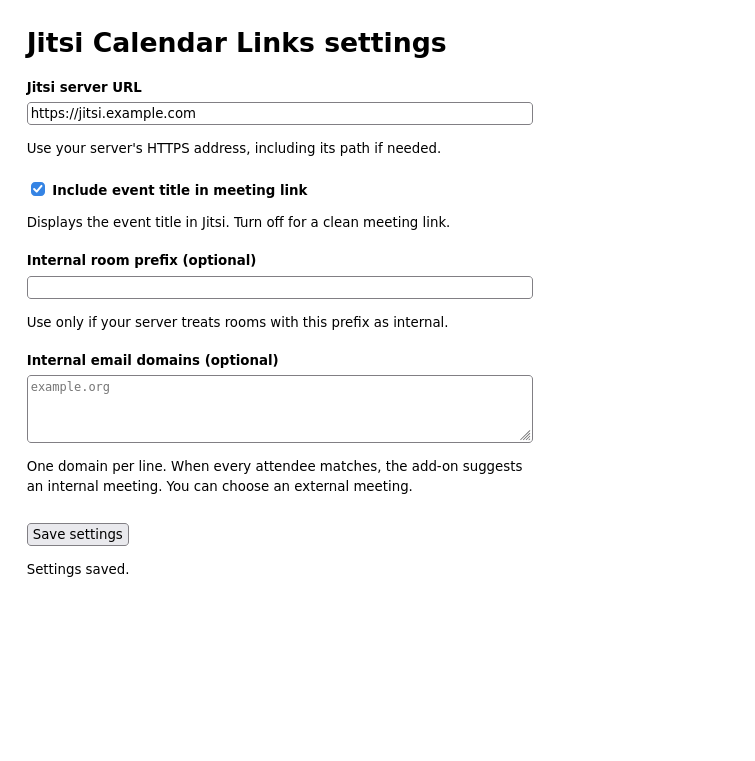 Jitsi Calendar Links settings
Jitsi server URL
https://jitsi.example.com
Use your server's HTTPS address, including its path if needed.
Include event title in meeting link
Displays the event title in Jitsi. Turn off for a clean meeting link.
Internal room prefix (optional)
Use only if your server treats rooms with this prefix as internal.
Internal email domains (optional)
example.org
One domain per line. When every attendee matches, the add-on suggests
an internal meeting. You can choose an external meeting.
Save settings
Settings saved.